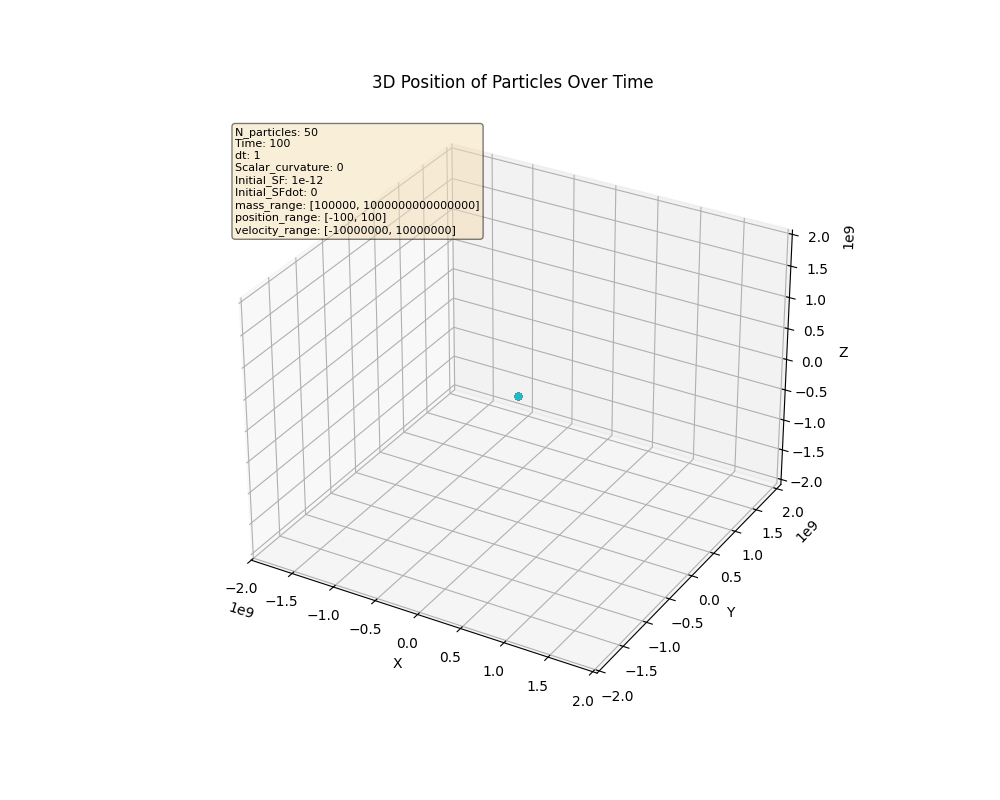 3D Position of Particles Over Time
N_particles: 50
Time: 100
dt: 1
Scalar_curvature: 0
Initial_SF: 1e-12
Initial_SFdot: 0
mass_range: [100000, 1000000000000000]
position_range: [-100, 100]
velocity_range: [-10000000, 10000000]
1e9
2.0
1.5
1.0
0.5
0.0
−0.5
−1.0
−1.5
−2.0
Z
2.0
1.5
1.0
0.5
0.0
−0.5
−1.0
−1.5
−2.0
1e9
Y
−2.0
−1.5
−1.0
−0.5
0.0
0.5
1.0
1.5
2.0
1e9
X